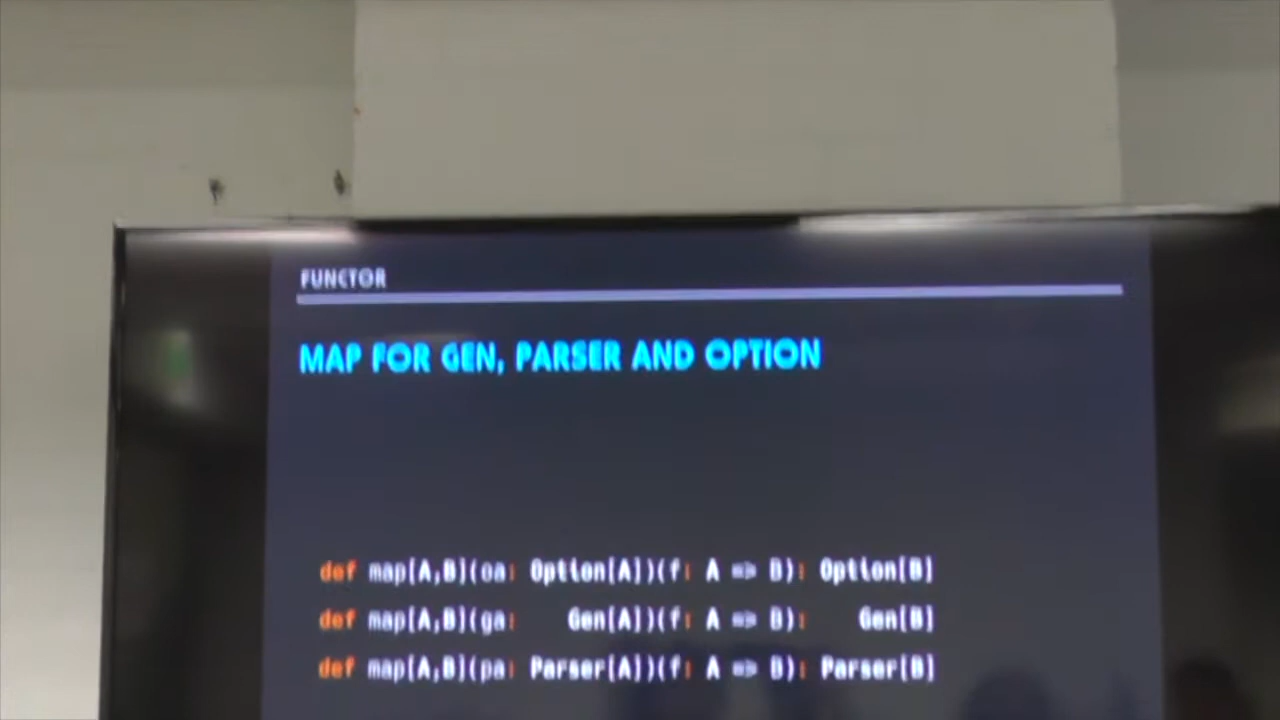 FUNCTOR
MAP FOR GEN, PARSER AND OPTION
def map[A,B](oa: Option[A])(f: A => B): Option[B]
def map[A,B](ga: Gen[A])(f: A => B): Gen[B]
def map[A,B](pa: Parser[A])(f: A => B): Parser[B]